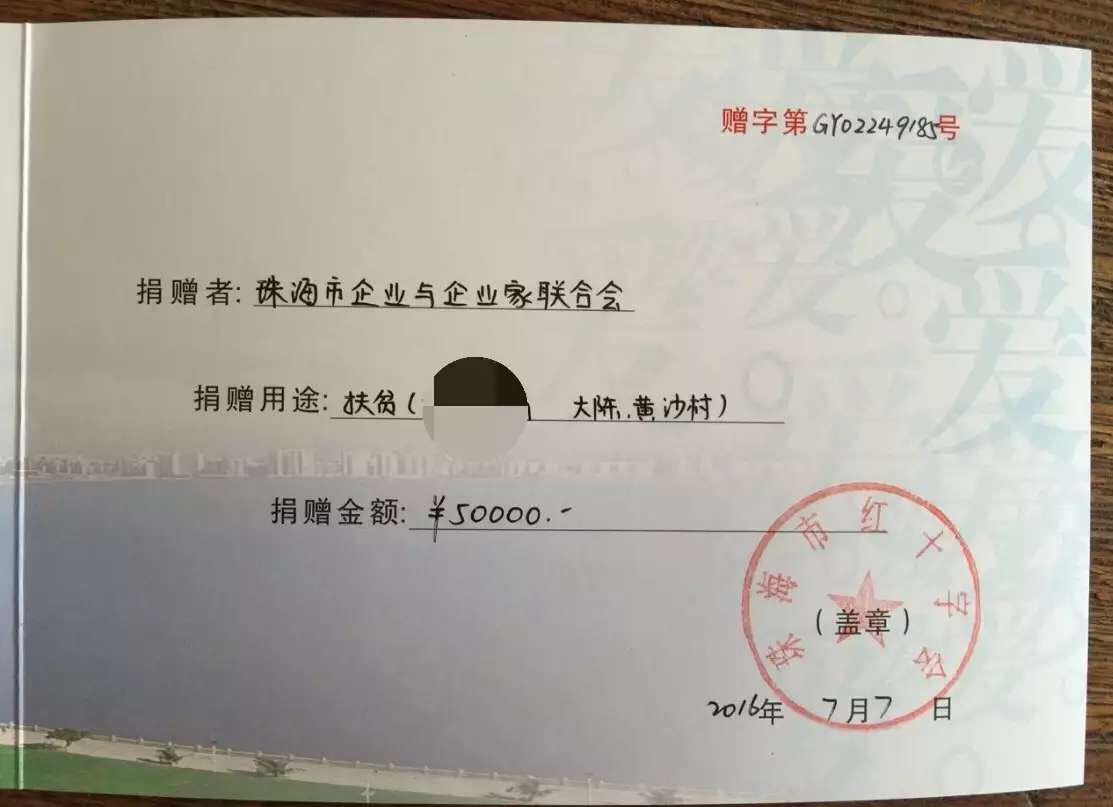 赠字第GY02249185号
捐赠者:珠海市企业与企业家联合会
捐赠用途:扶贫(大陈、黄沙村)
捐赠金额:¥50000.-
珠海市红十字会
(盖章)
2016年7月7日